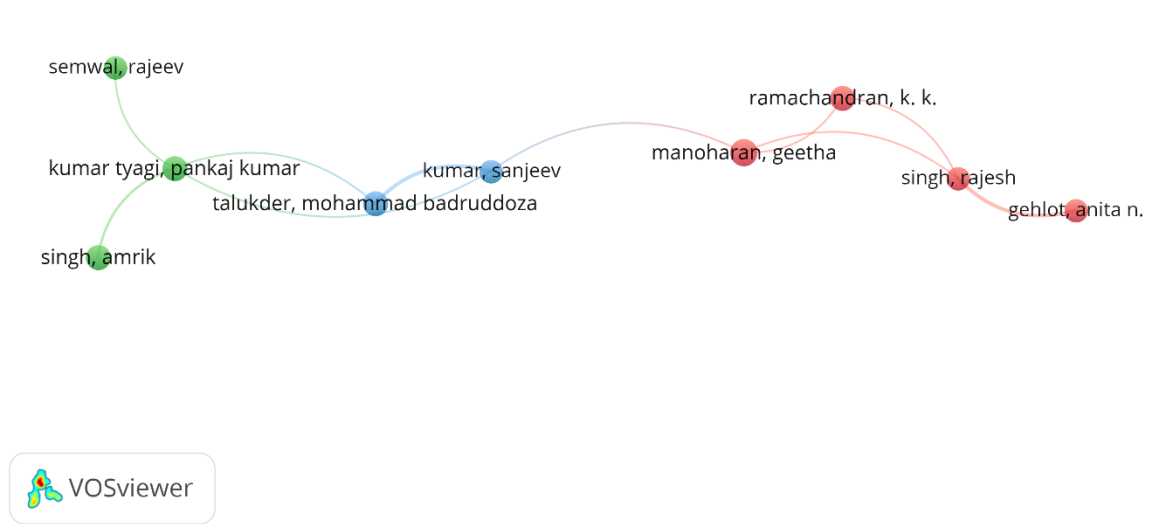 semwal, rajeev
ramachandran, k. k.
manoharan, geetha
kumar tyagi, pankaj kumar
kumar, sanjeev
singh, rajesh
talukder, mohammad badruddoza
gehlot, anita n.
singh, amrik
VOSviewer